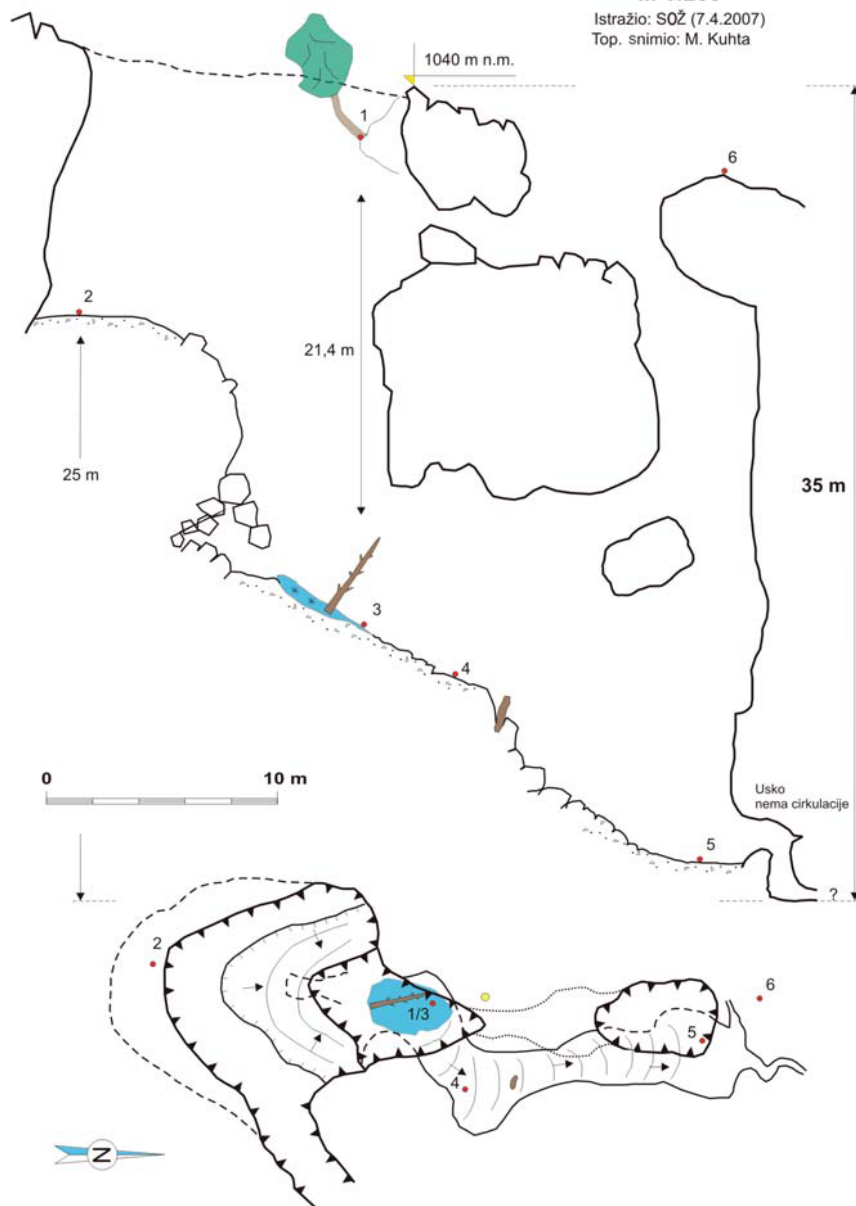 Istražio: SOŽ (7.4.2007)
Top. snimio: M. Kuhta
1040 m n.m.
1
6
2
21,4 m
25 m
35 m
3
4
0
10 m
Usko
nema cirkulacije
5
?
2
6
1/3
5
4
N